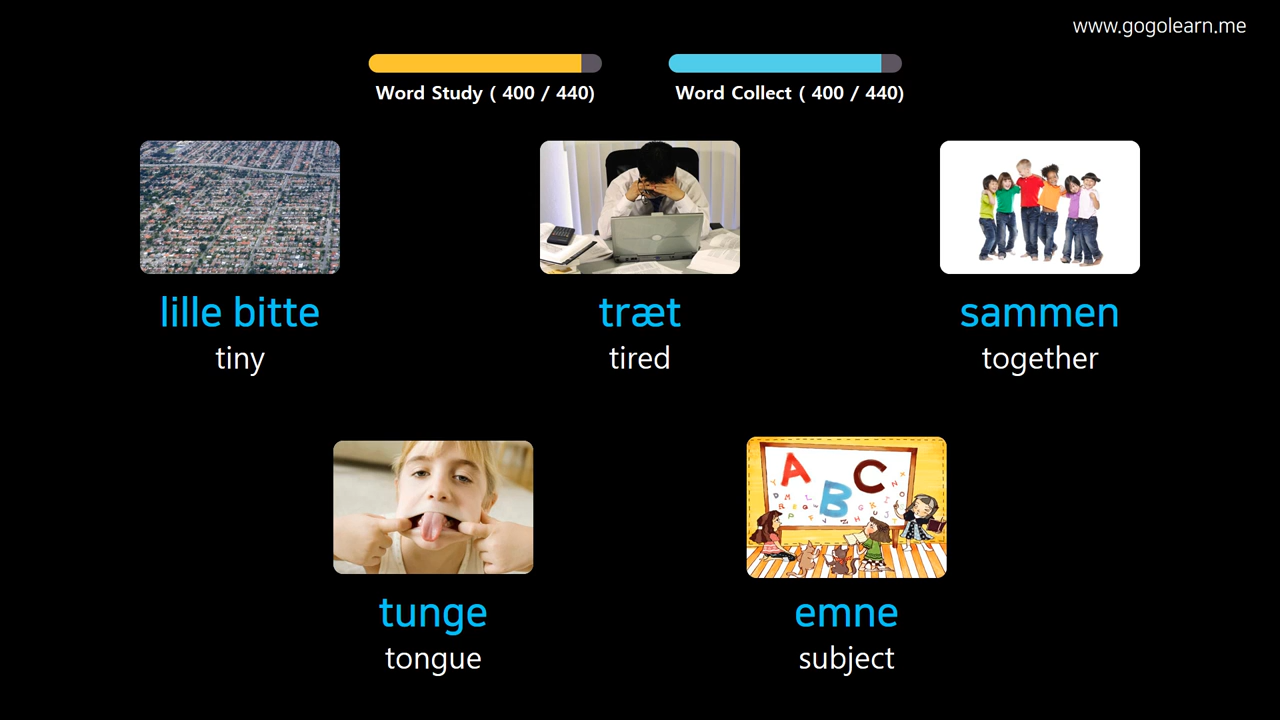 www.gogolearn.me
Word Study ( 400 / 440)
Word Collect ( 400 / 440)
lille bitte
tiny
træt
tired
sammen
together
A B C
tunge
tongue
emne
subject